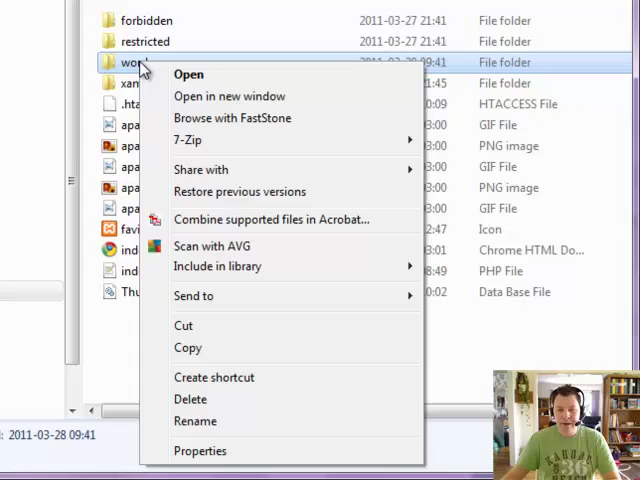 forbidden 2011-03-27 21:41 File folder
restricted 2011-03-27 21:41 File folder
File folder
File folder
HTACCESS File
GIF File
PNG image
GIF File
PNG image
GIF File
Icon
Chrome HTML Do...
PHP File
Data Base File
Open
Open in new window
Browse with FastStone
7-Zip
Share with
Restore previous versions
Combine supported files in Acrobat...
Scan with AVG
Include in library
Send to
Cut
Copy
Create shortcut
Delete
Rename
Properties
2011-03-28 09:41